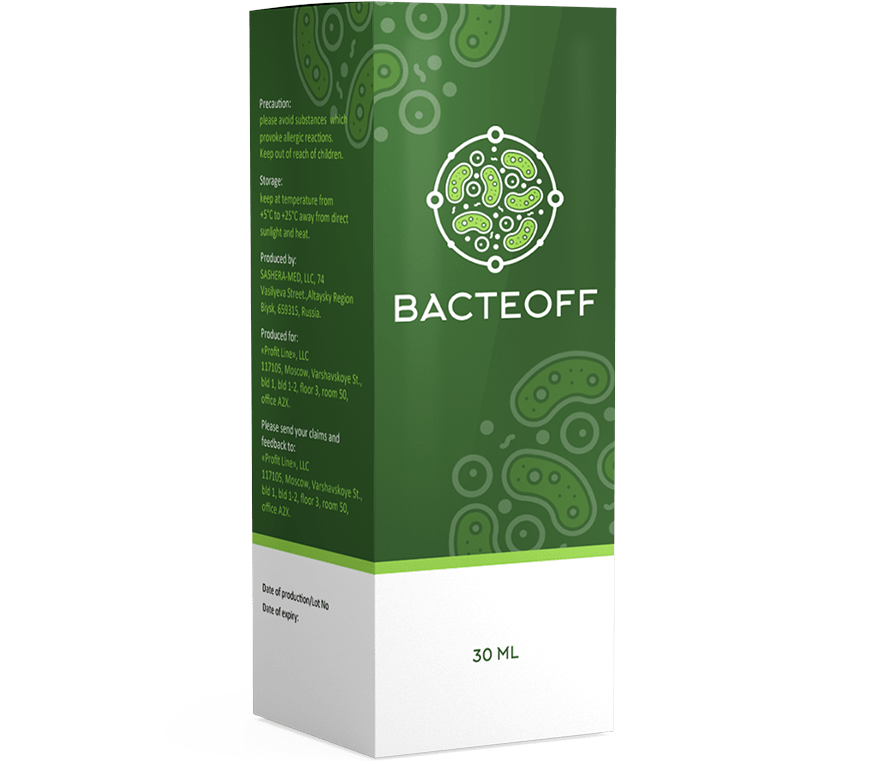 Precaution:
please avoid substances which
provoke allergic reactions.
Keep out of reach of children.
Storage:
keep at temperature from
+5°C to +25°C away from direct
sunlight and heat.
Produced by:
SASHERA-MED, LLC, 74
Vasilyeva Street.,Altaysky Region
Biysk, 659315, Russia.
Produced for:
«Profit Line», LLC
117105, Moscow, Varshavskoye St.,
bld 1, bld 1-2, floor 3, room 50,
office A2X.
Please send your claims and
feedback to:
«Profit Line», LLC
117105, Moscow, Varshavskoye St.,
bld 1, bld 1-2, floor 3, room 50,
office A2X.
Date of production/Lot No
Date of expiry:
BACTEOFF
30 ML